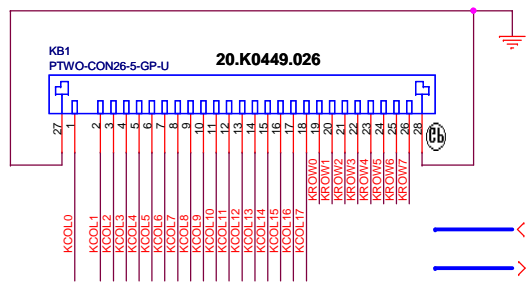 KB1
PTWO-CON26-5-GP-U
20.K0449.026
27
1
2
3
4
5
6
7
8
9
10
11
12
13
14
15
16
17
18
19
20
21
22
23
24
25
26
28
KCOL0
KCOL1
KCOL2
KCOL3
KCOL4
KCOL5
KCOL6
KCOL7
KCOL8
KCOL9
KCOL10
KCOL11
KCOL12
KCOL13
KCOL14
KCOL15
KCOL16
KCOL17
KROW0
KROW1
KROW2
KROW3
KROW4
KROW5
KROW6
KROW7